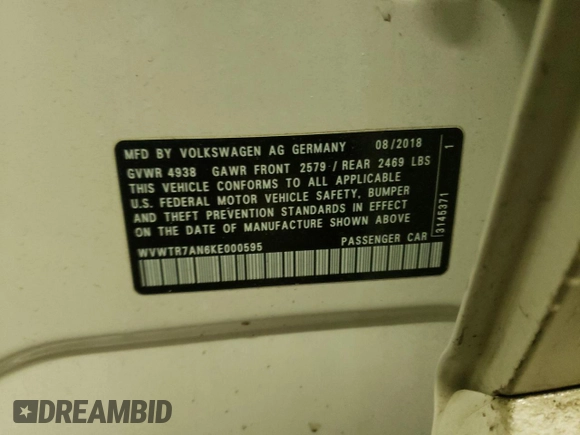 MFD BY VOLKSWAGEN AG GERMANY 08/2018
GVWR 4938 GAWR FRONT 2579 / REAR 2469 LBS
THIS VEHICLE CONFORMS TO ALL APPLICABLE
U.S. FEDERAL MOTOR VEHICLE SAFETY, BUMPER
AND THEFT PREVENTION STANDARDS IN EFFECT
ON THE DATE OF MANUFACTURE SHOWN ABOVE
WVWTR7AN6KE000595 PASSENGER CAR
3145371 1
DREAMBID